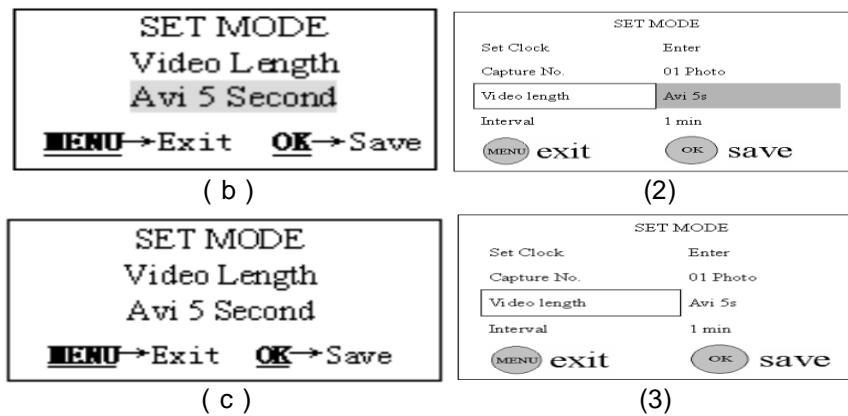 SET MODE
Video Length
Avi 5 Second
MENU→Exit OK→Save
( b )
SET MODE
Set Clock Enter
Capture No. 01 Photo
Video length Avi 5s
Interval 1 min
MENU exit OK save
(2)
SET MODE
Video Length
Avi 5 Second
MENU→Exit OK→Save
( c )
SET MODE
Set Clock Enter
Capture No. 01 Photo
Video length Avi 5s
Interval 1 min
MENU exit OK save
(3)